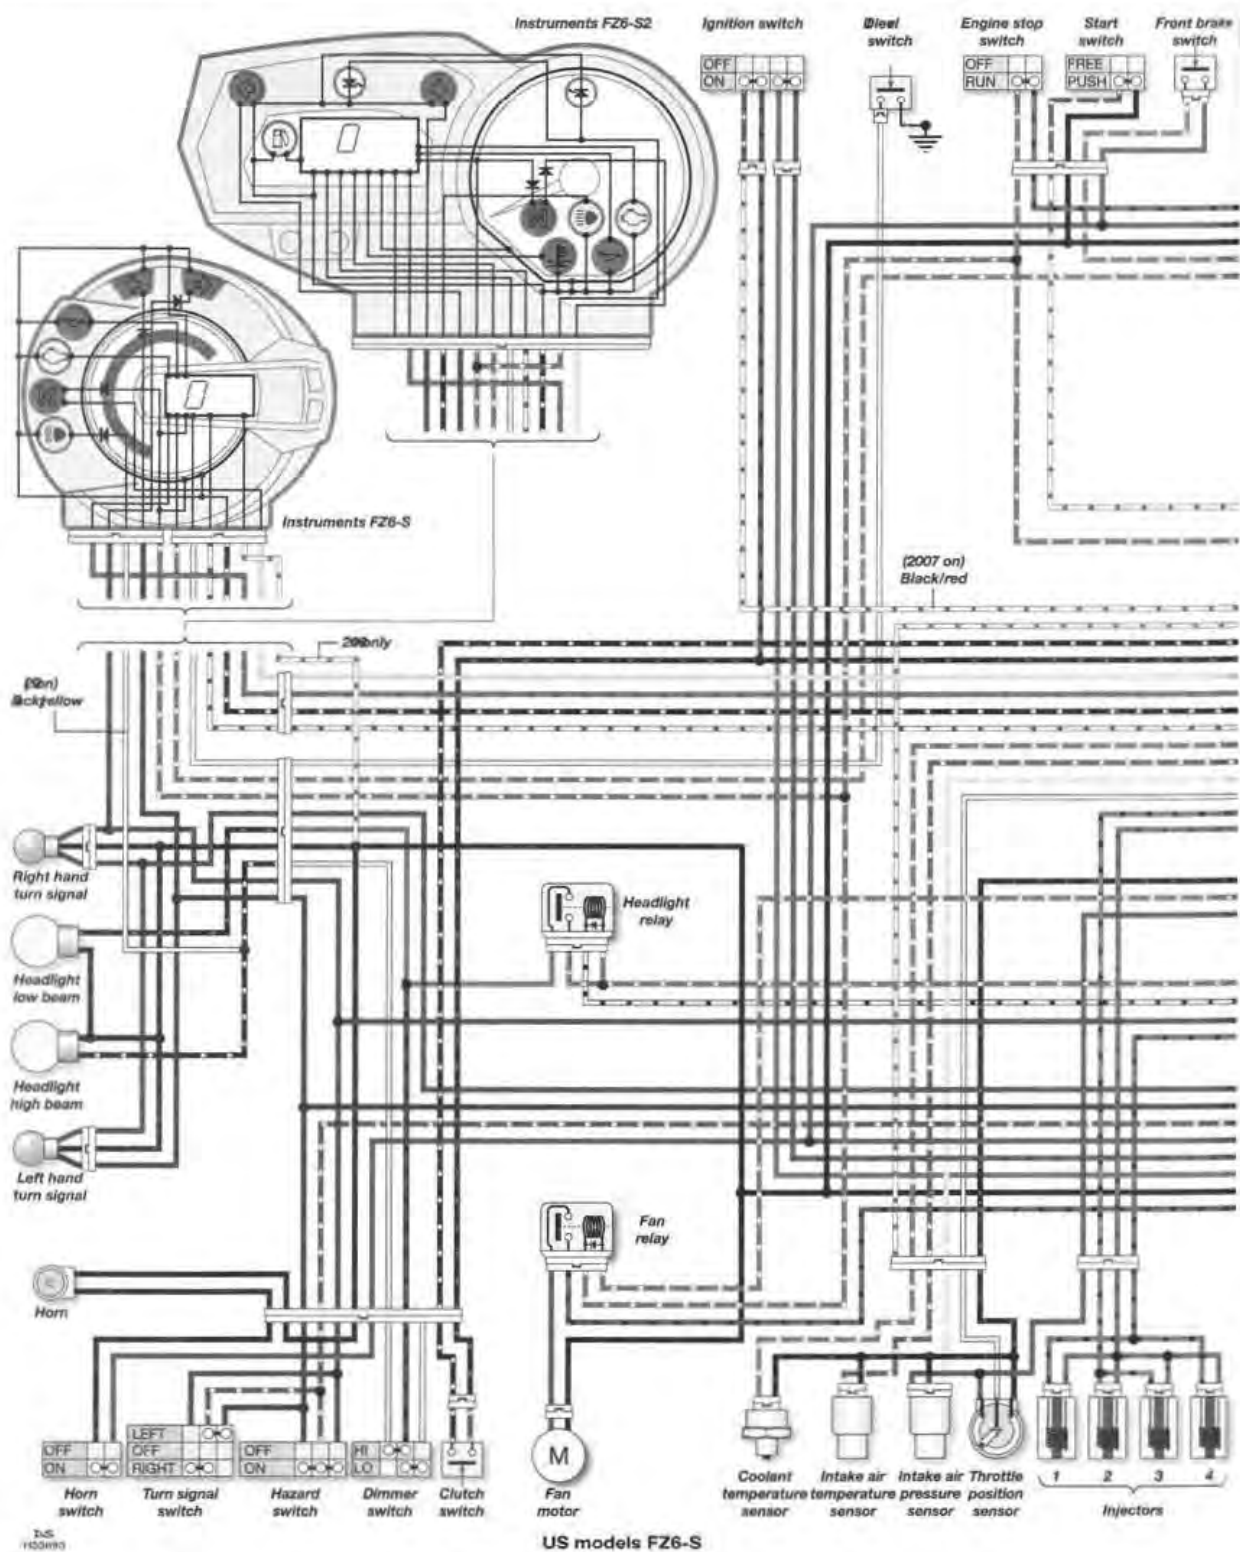 Instruments FZ6-S2
Ignition switch
OFF
ON
switch
Engine stop
switch
OFF
RUN
Start
switch
FREE
PUSH
Front brake
switch
Instruments FZ6-S
(2007 on)
Black/red
only
Right hand
turn signal
Headlight
low beam
Headlight
high beam
Left hand
turn signal
Headlight
relay
Fan
relay
Horn
OFF
ON
Horn
switch
LEFT
OFF
RIGHT
Turn signal
switch
OFF
ON
Hazard
switch
HI
LO
Dimmer
switch
Clutch
switch
M
Fan
motor
Coolant
temperature
sensor
Intake air
temperature
sensor
Intake air
pressure
sensor
Throttle
position
sensor
1 2 3 4
Injectors
US models FZ6-S